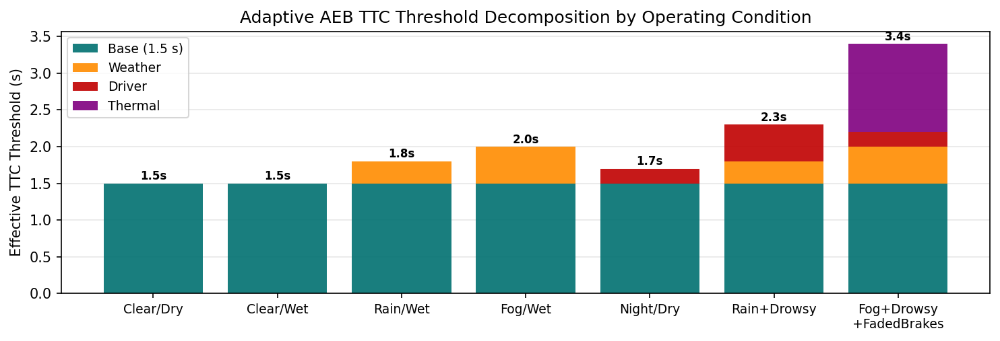 Adaptive AEB TTC Threshold Decomposition by Operating Condition
Effective TTC Threshold (s)
3.5
3.0
2.5
2.0
1.5
1.0
0.5
0.0
Base (1.5 s)
Weather
Driver
Thermal
1.5s
1.5s
1.8s
2.0s
1.7s
2.3s
3.4s
Clear/Dry
Clear/Wet
Rain/Wet
Fog/Wet
Night/Dry
Rain+Drowsy
Fog+Drowsy
+FadedBrakes